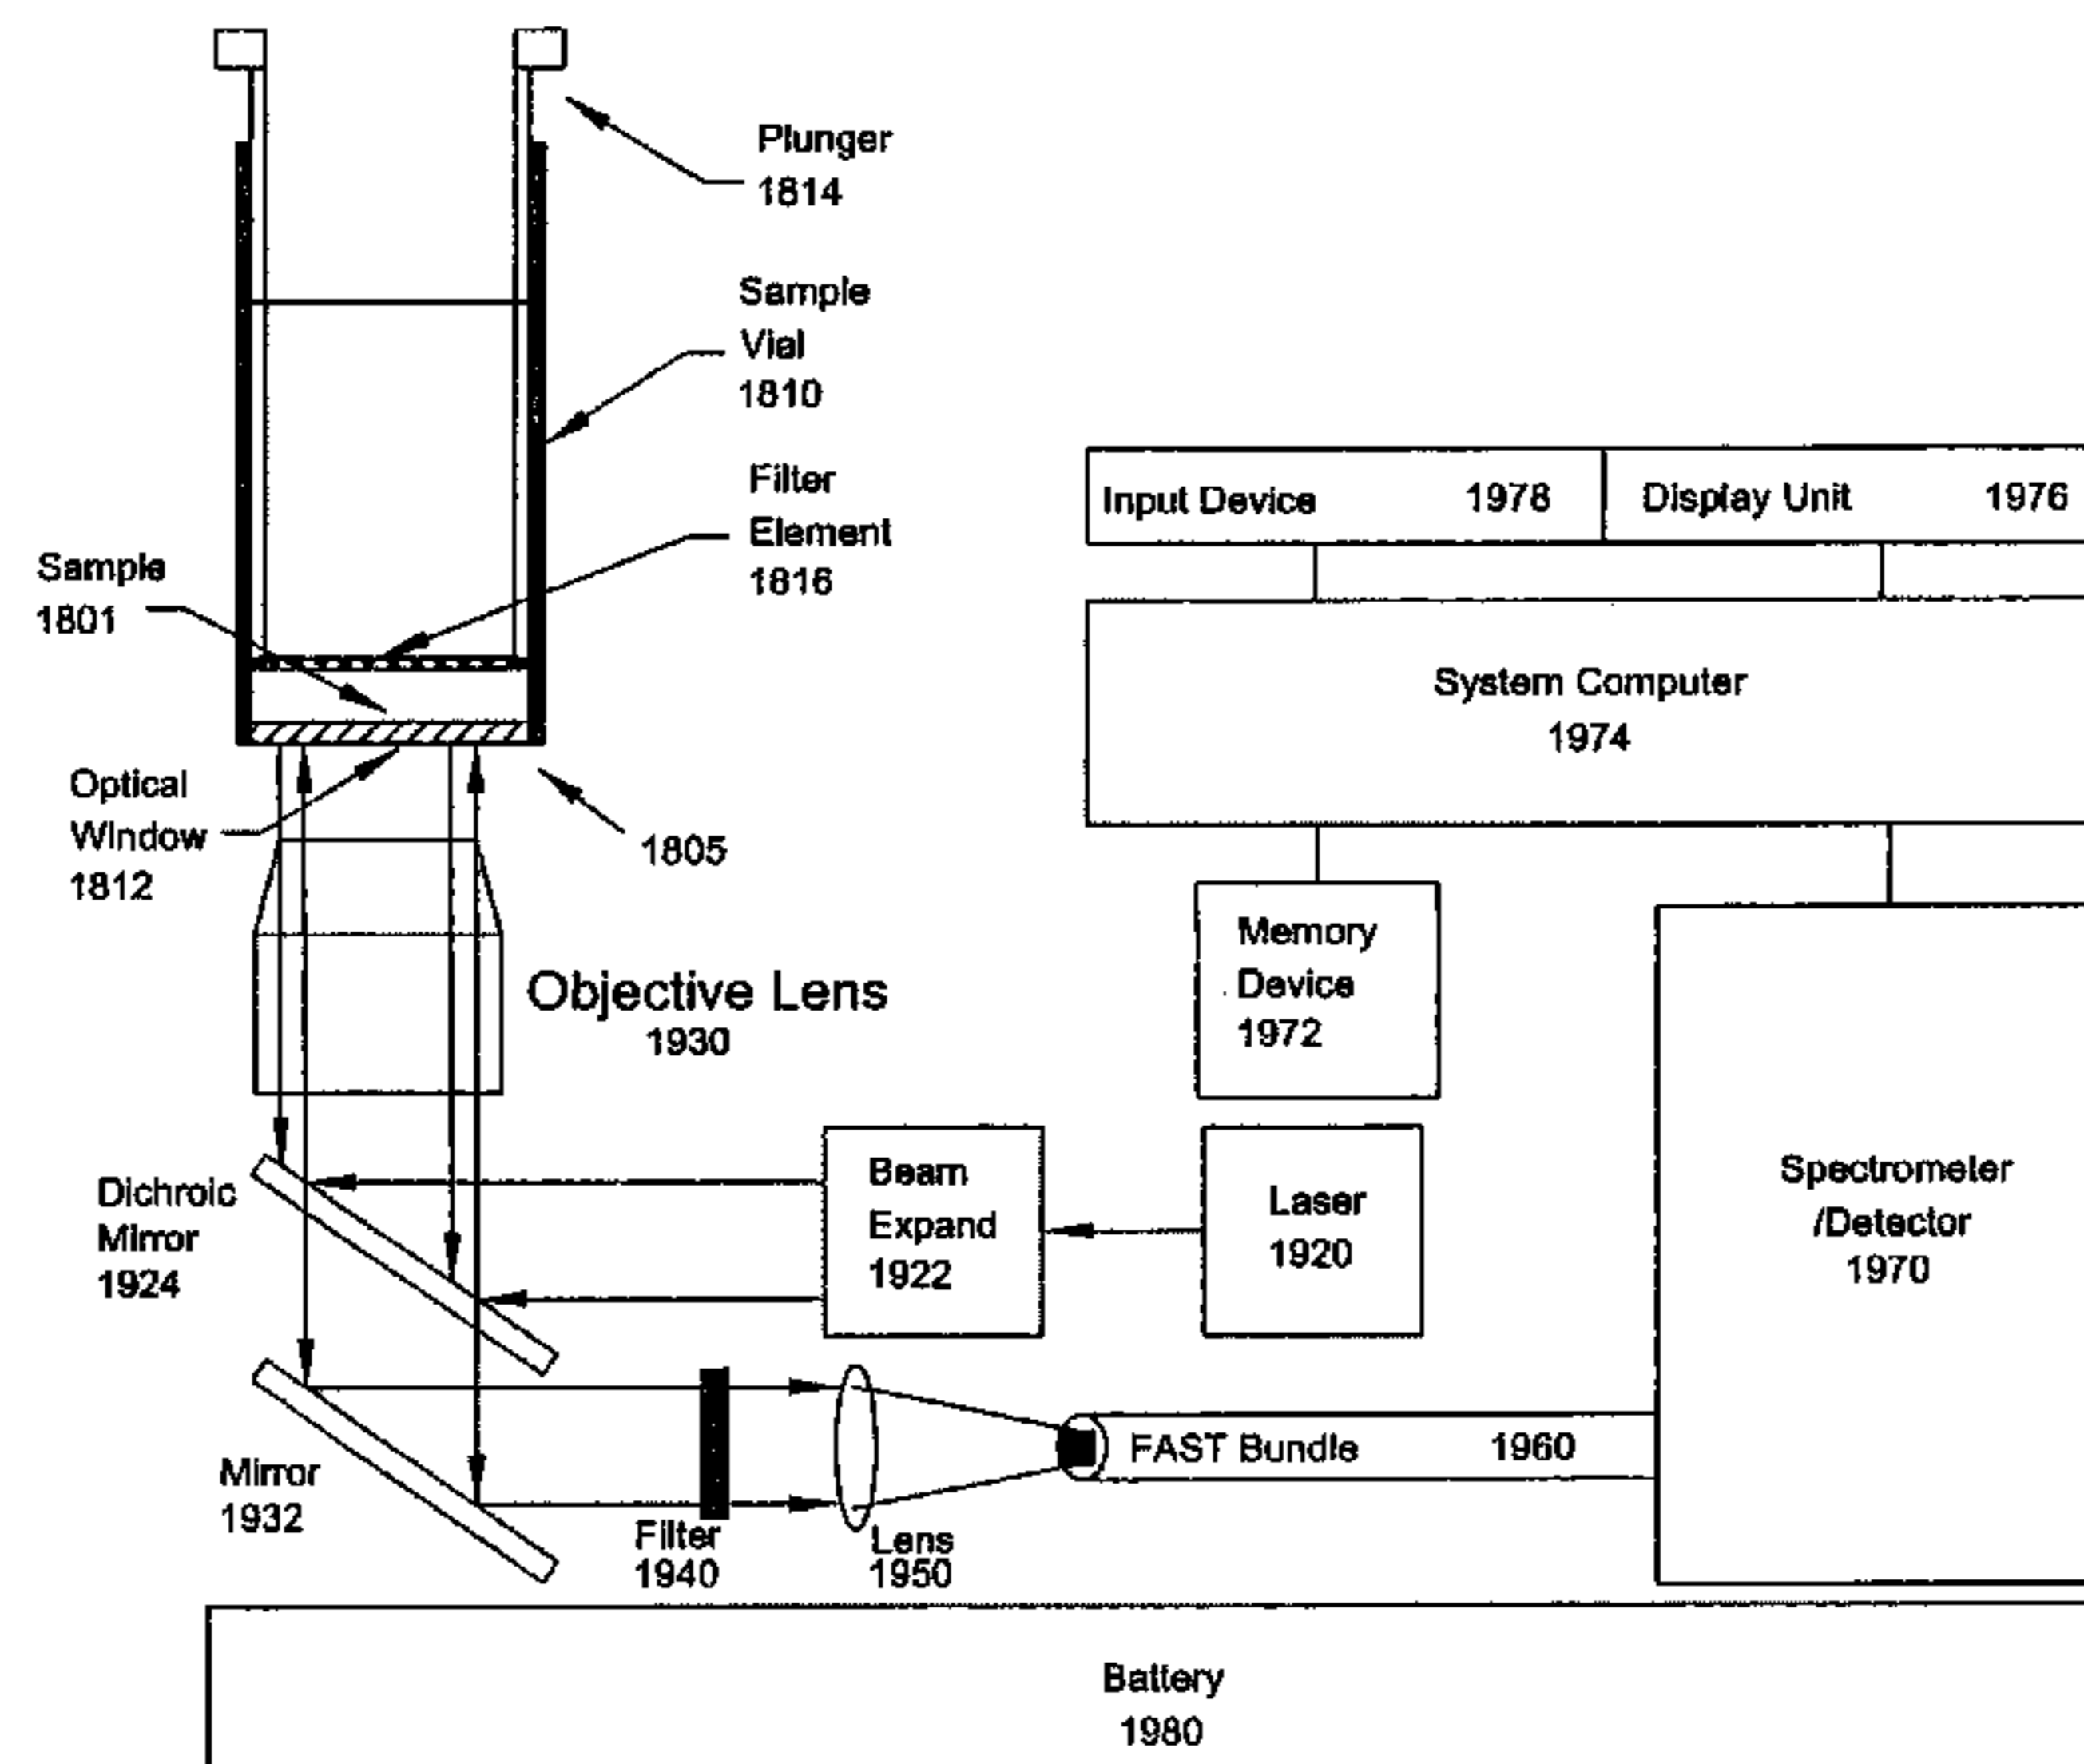 Plunger
1814
Sample
Vial
1810
Filter
Element
1816
Sample
1801
Input Device 1978
Display Unit 1976
System Computer
1974
Optical
Window
1812
1805
Memory
Device
1972
Objective Lens
1930
Dichroic
Mirror
1924
Beam
Expand
1922
Laser
1920
Spectrometer
/Detector
1970
Mirror
1932
Filter
1940
Lens
1950
FAST Bundle 1960
Battery
1980